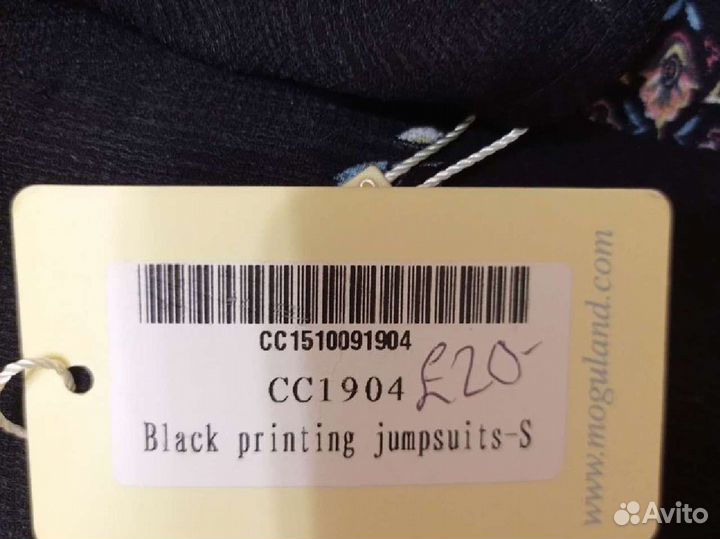 CC1510091904
CC1904 £20-
Black printing jumpsuits-S
www.moguland.com
Avito